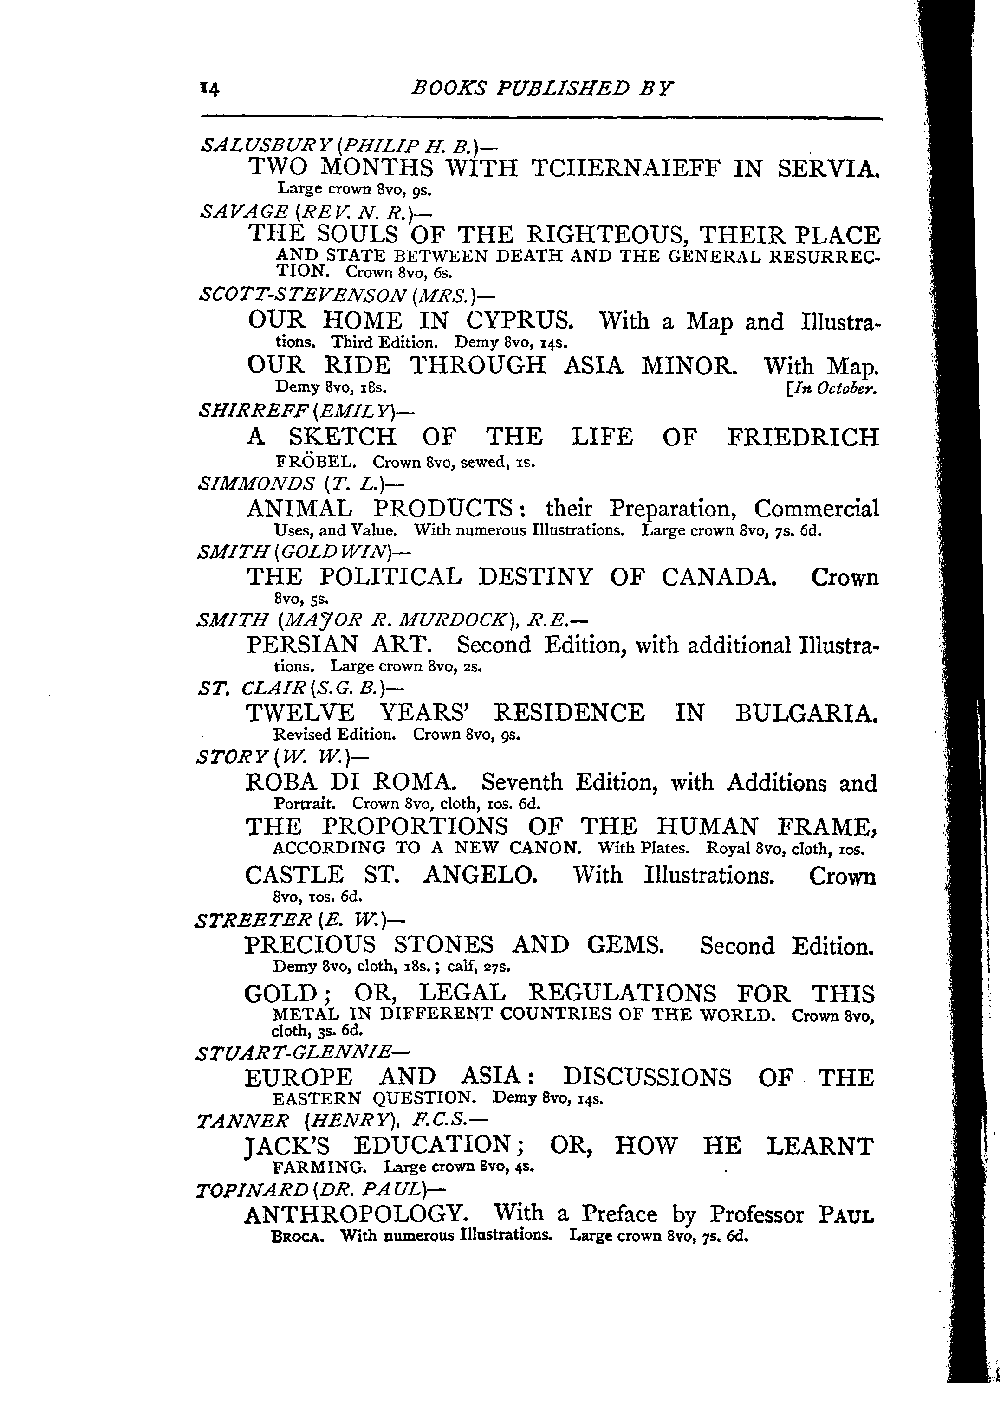 14 BOOKS PUBLISHED BY
SALUSBURY (PHILIP H. B.)—
TWO MONTHS WITH TCHERNAIEFF IN SERVIA.
Large crown 8vo, 9s.
SAVAGE (REV. N. R.)—
THE SOULS OF THE RIGHTEOUS, THEIR PLACE
AND STATE BETWEEN DEATH AND THE GENERAL RESURREC-
TION. Crown 8vo, 6s.
SCOTT-STEVENSON (MRS.)—
OUR HOME IN CYPRUS. With a Map and Illustra-
tions. Third Edition. Demy 8vo, 14s.
OUR RIDE THROUGH ASIA MINOR. With Map.
Demy 8vo, 18s. [In October.
SHIRREFF (EMILY)—
A SKETCH OF THE LIFE OF FRIEDRICH
FRÖBEL. Crown 8vo, sewed, 1s.
SIMMONDS (T. L.)—
ANIMAL PRODUCTS: their Preparation, Commercial
Uses, and Value. With numerous Illustrations. Large crown 8vo, 7s. 6d.
SMITH (GOLDWIN)—
THE POLITICAL DESTINY OF CANADA. Crown
8vo, 5s.
SMITH (MAJOR R. MURDOCK), R.E.—
PERSIAN ART. Second Edition, with additional Illustra-
tions. Large crown 8vo, 2s.
ST. CLAIR (S. G. B.)—
TWELVE YEARS' RESIDENCE IN BULGARIA.
Revised Edition. Crown 8vo, 9s.
STORY (W. W.)—
ROBA DI ROMA. Seventh Edition, with Additions and
Portrait. Crown 8vo, cloth, 10s. 6d.
THE PROPORTIONS OF THE HUMAN FRAME,
ACCORDING TO A NEW CANON. With Plates. Royal 8vo, cloth, 10s.
CASTLE ST. ANGELO. With Illustrations. Crown
8vo, 10s. 6d.
STREETER (E. W.)—
PRECIOUS STONES AND GEMS. Second Edition.
Demy 8vo, cloth, 18s.; calf, 27s.
GOLD; OR, LEGAL REGULATIONS FOR THIS
METAL IN DIFFERENT COUNTRIES OF THE WORLD. Crown 8vo,
cloth, 3s. 6d.
STUART-GLENNIE—
EUROPE AND ASIA: DISCUSSIONS OF THE
EASTERN QUESTION. Demy 8vo, 14s.
TANNER (HENRY), F.C.S.—
JACK'S EDUCATION; OR, HOW HE LEARNT
FARMING. Large crown 8vo, 4s.
TOPINARD (DR. PAUL)—
ANTHROPOLOGY. With a Preface by Professor PAUL
BROCA. With numerous Illustrations. Large crown 8vo, 7s. 6d.